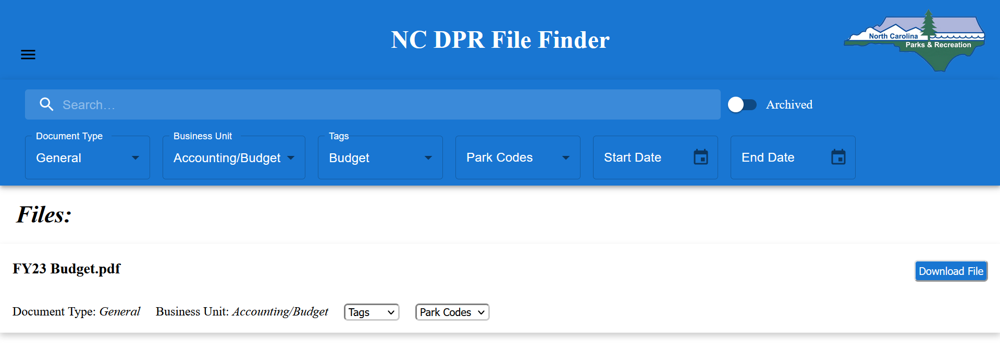 NC DPR File Finder
North Carolina
Parks & Recreation
Search…
Archived
Document Type
General
Business Unit
Accounting/Budget
Tags
Budget
Park Codes
Start Date
End Date
Files:
FY23 Budget.pdf
Download File
Document Type: General Business Unit: Accounting/Budget Tags Park Codes